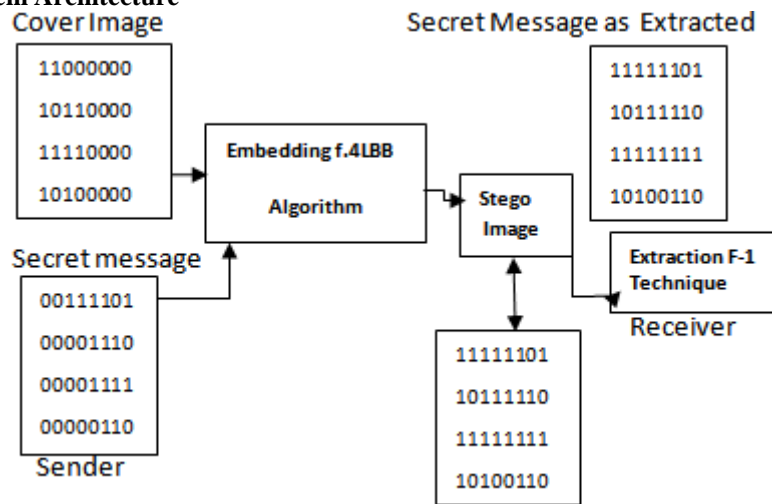 Architecture
Cover Image
11000000
10110000
11110000
10100000
Secret message
00111101
00001110
00001111
00000110
Sender
Embedding f.4LBB
Algorithm
Stego
Image
11111101
10111110
11111111
10100110
Secret Message as Extracted
11111101
10111110
11111111
10100110
Extraction F-1
Technique
Receiver